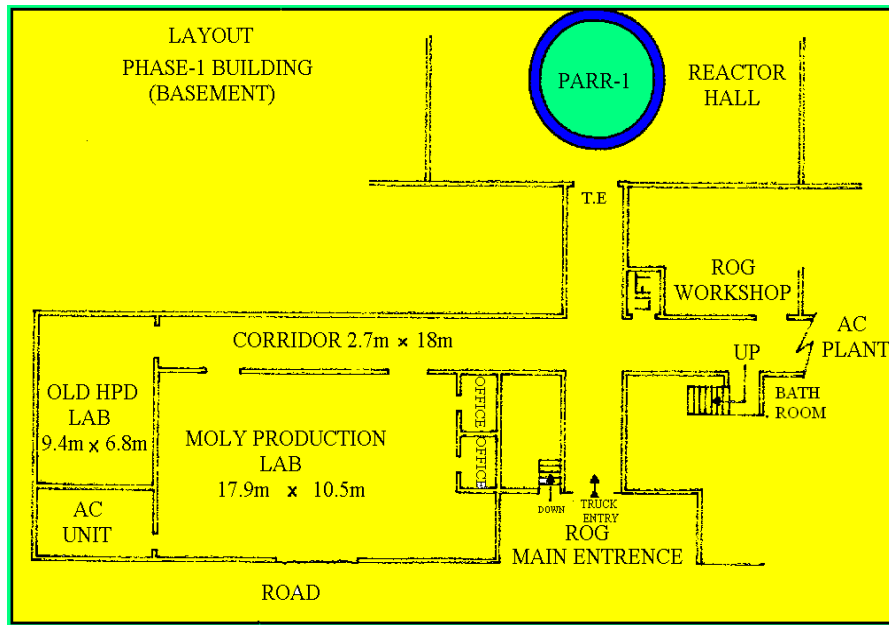 LAYOUT
PHASE-1 BUILDING
(BASEMENT)
PARR-1
REACTOR
HALL
T.E
ROG
WORKSHOP
CORRIDOR 2.7m × 18m
AC
PLANT
UP
BATH
ROOM
OLD HPD
LAB
9.4m × 6.8m
OFFICE
OFFICE
MOLY PRODUCTION
LAB
17.9m x 10.5m
AC
UNIT
DOWN
TRUCK
ENTRY
ROG
MAIN ENTRENCE
ROAD